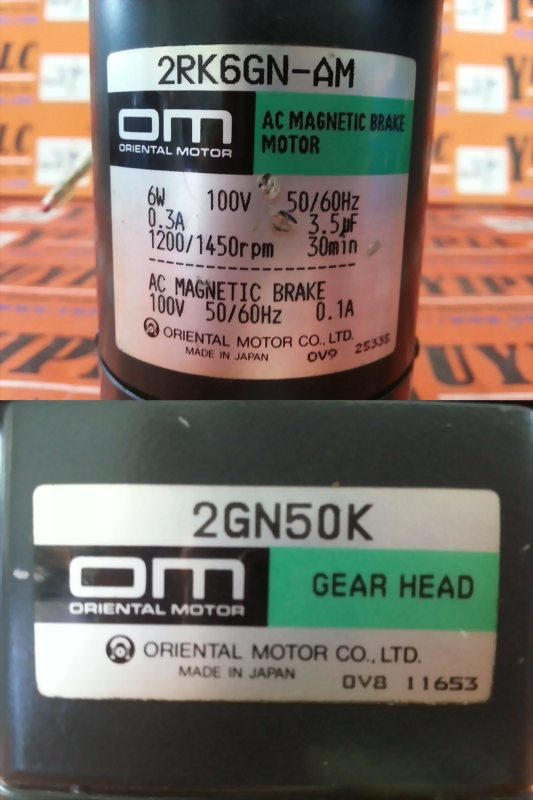 2RK6GN-AM
OM
ORIENTAL MOTOR
AC MAGNETIC BRAKE
MOTOR
6W 100V 50/60Hz
0.3A 3.5μF
1200/1450rpm 30min
AC MAGNETIC BRAKE
100V 50/60Hz 0.1A
ORIENTAL MOTOR CO.,LTD.
MADE IN JAPAN 0V9 25335
2GN50K
OM
ORIENTAL MOTOR
GEAR HEAD
ORIENTAL MOTOR CO.,LTD.
MADE IN JAPAN 0V8 11653